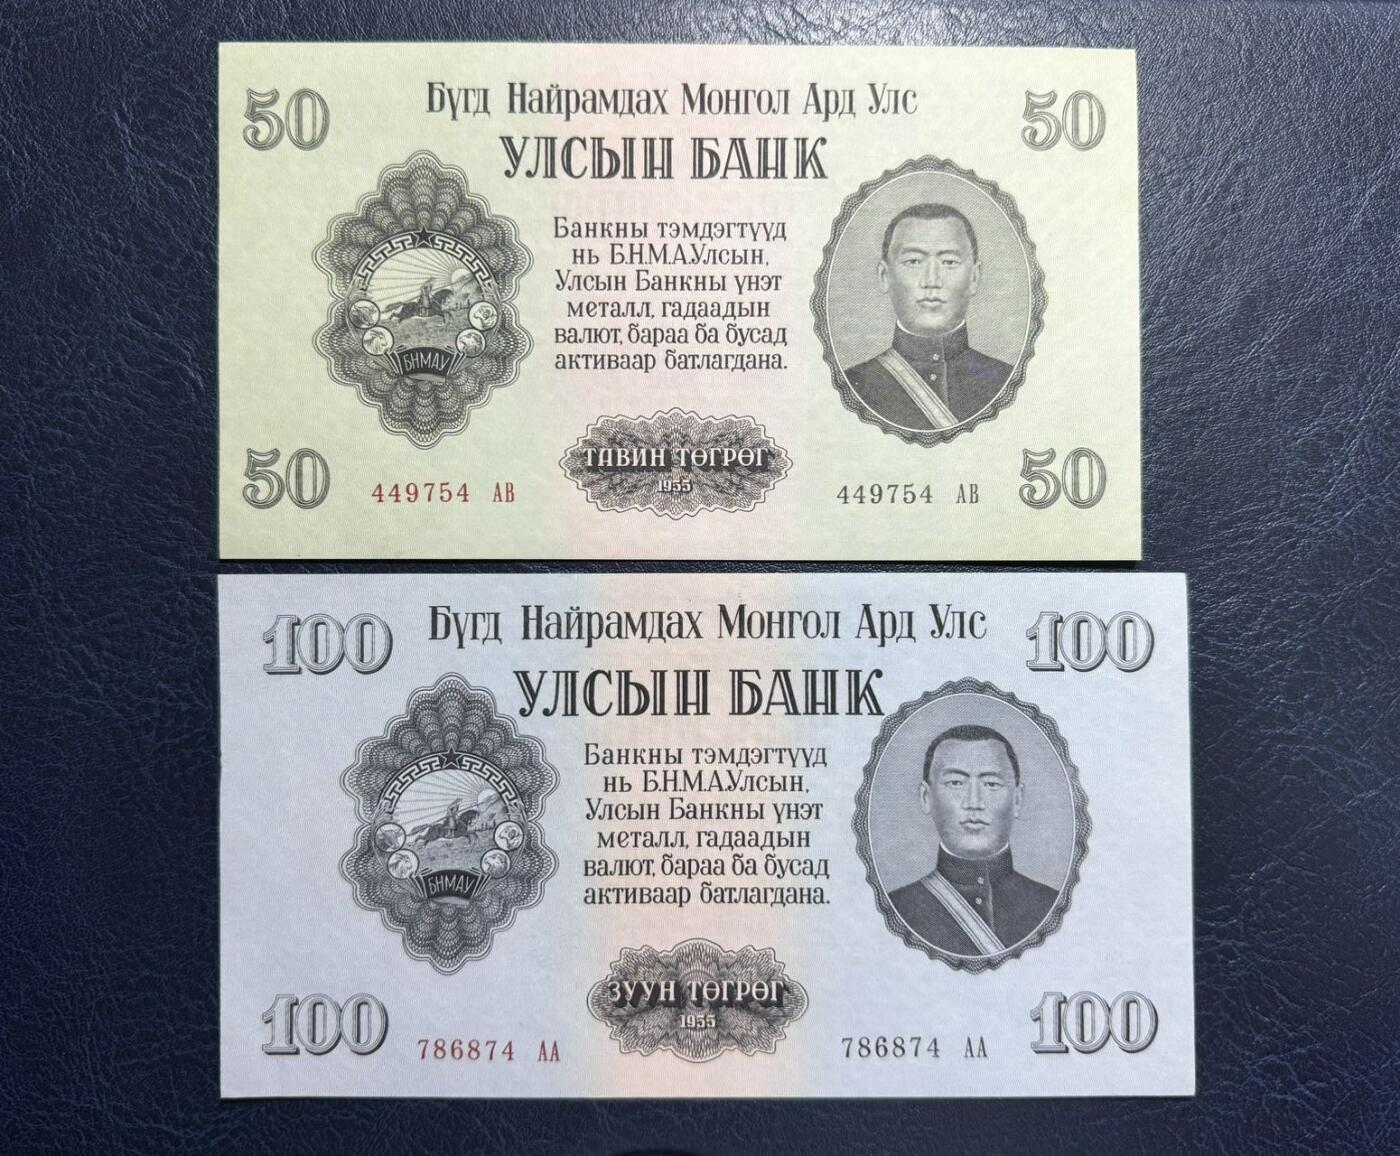 50 Бүгд Найрамдах Монгол Ард Улс 50
УЛСЫН БАНК
Банкны тэмдэгтүүд
нь Б.Н.М.А.Улсын,
Улсын Банкны үнэт
металл, гадаадын
валют, бараа ба бусад
активаар батлагдана.
БНМАУ
ТАВИН ТӨГРӨГ
1955
50 449754 АВ 449754 АВ 50
100 Бүгд Найрамдах Монгол Ард Улс 100
УЛСЫН БАНК
Банкны тэмдэгтүүд
нь Б.Н.М.А.Улсын,
Улсын Банкны үнэт
металл, гадаадын
валют, бараа ба бусад
активаар батлагдана.
БНМАУ
ЗУУН ТӨГРӨГ
1955
100 786874 АА 786874 АА 100